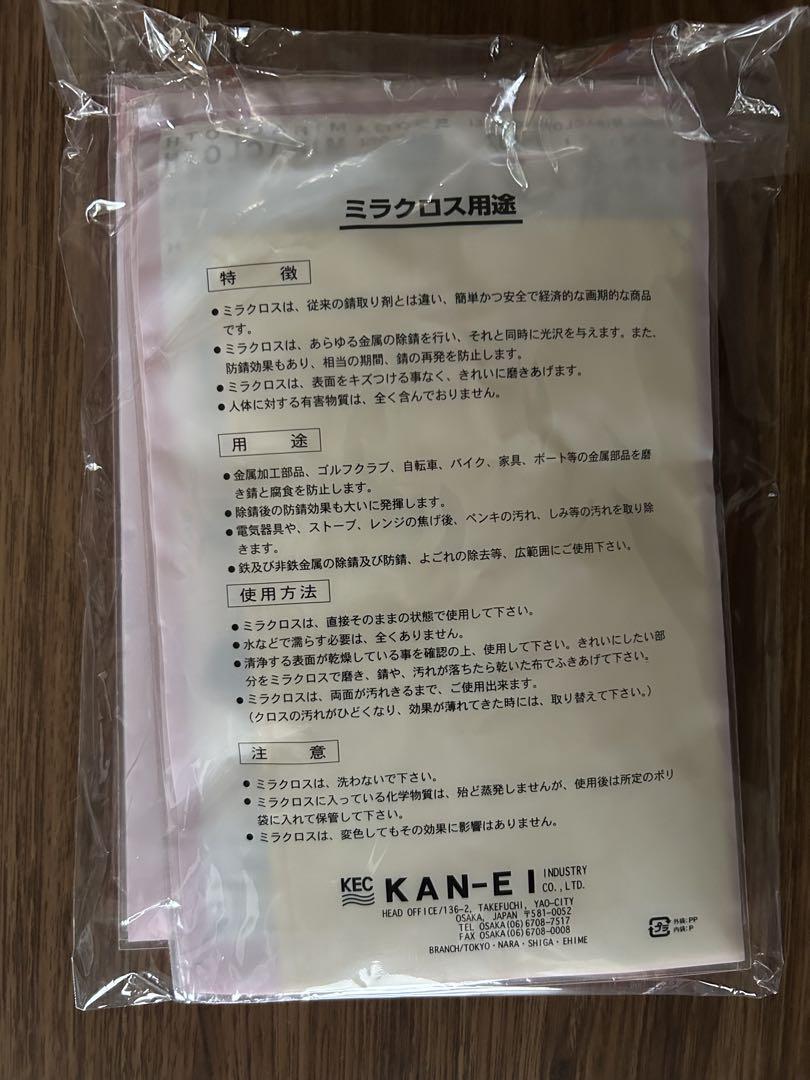 ミラクロス用途
特　徴
●ミラクロスは、従来の錆取り剤とは違い、簡単かつ安全で経済的な画期的な商品
です。
●ミラクロスは、あらゆる金属の除錆を行い、それと同時に光沢を与えます。また、
防錆効果もあり、相当の期間、錆の再発を防止します。
●ミラクロスは、表面をキズつける事なく、きれいに磨きあげます。
●人体に対する有害物質は、全く含んでおりません。
用　途
●金属加工部品、ゴルフクラブ、自転車、バイク、家具、ボート等の金属部品を磨
き錆と腐食を防止します。
●除錆後の防錆効果も大いに発揮します。
●電気器具や、ストーブ、レンジの焦げ後、ペンキの汚れ、しみ等の汚れを取り除
きます。
●鉄及び非鉄金属の除錆及び防錆、よごれの除去等、広範囲にご使用下さい。
使用方法
●ミラクロスは、直接そのままの状態で使用して下さい。
●水などで濡らす必要は、全くありません。
●清浄する表面が乾燥している事を確認の上、使用して下さい。きれいにしたい部
分をミラクロスで磨き、錆や、汚れが落ちたら乾いた布でふきあげて下さい。
●ミラクロスは、両面が汚れきるまで、ご使用出来ます。
（クロスの汚れがひどくなり、効果が薄れてきた時には、取り替えて下さい。）
注　意
●ミラクロスは、洗わないで下さい。
●ミラクロスに入っている化学物質は、殆ど蒸発しませんが、使用後は所定のポリ
袋に入れて保管して下さい。
●ミラクロスは、変色してもその効果に影響はありません。
KEC KAN-EI INDUSTRY
CO.,LTD.
HEAD OFFICE/136-2, TAKEFUCHI, YAO-CITY
OSAKA, JAPAN 〒581-0052
TEL OSAKA(06)6708-7517
FAX OSAKA(06)6708-0008
BRANCH/TOKYO・NARA・SHIGA・EHIME
プラ
外袋:PP
内袋:P